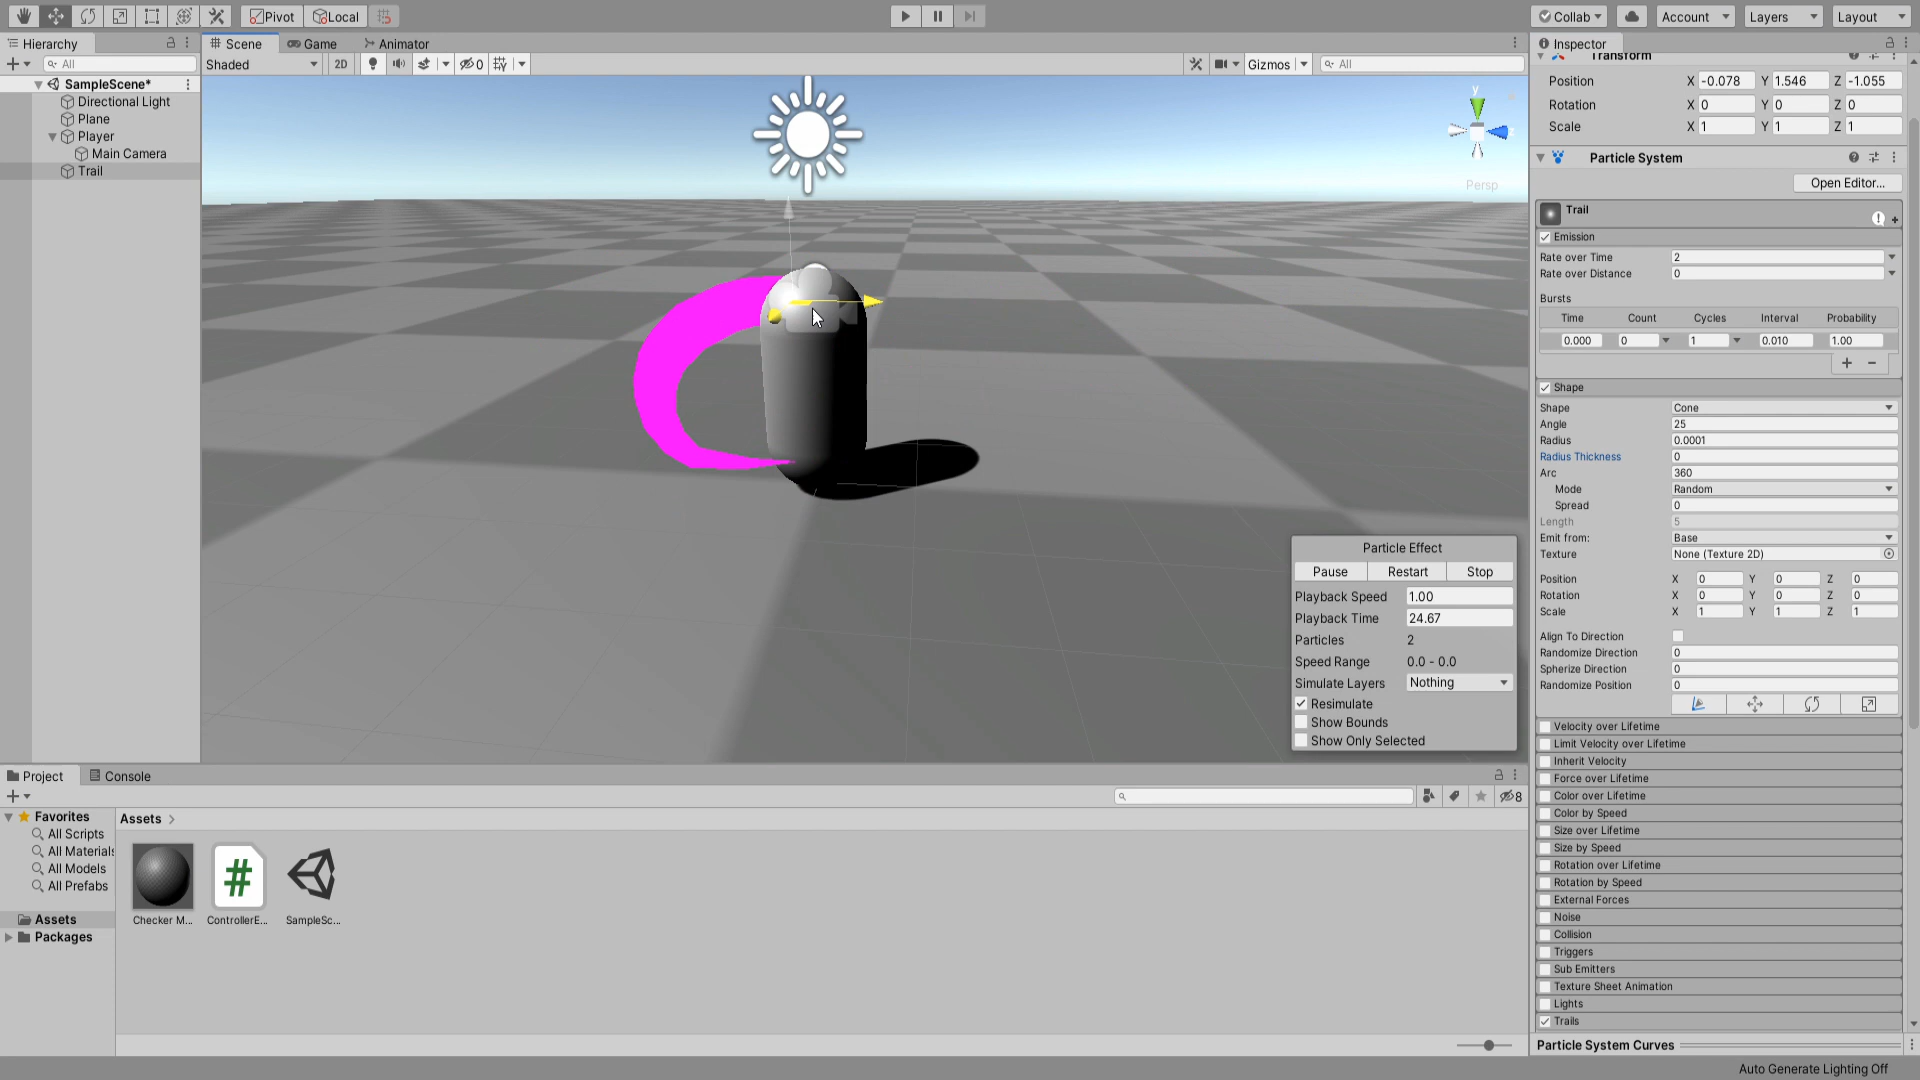 Pivot
Local
Collab
Account
Layers
Layout
Hierarchy
Scene
Game
Animator
Inspector
All
Shaded
2D
0
Gizmos
All
SampleScene*
Directional Light
Plane
Player
Main Camera
Trail
y
Persp
Particle Effect
Pause Restart Stop
Playback Speed 1.00
Playback Time 24.67
Particles 2
Speed Range 0.0 - 0.0
Simulate Layers Nothing
Resimulate
Show Bounds
Show Only Selected
Transform
Position X -0.078 Y 1.546 Z -1.055
Rotation X 0 Y 0 Z 0
Scale X 1 Y 1 Z 1
Particle System
Open Editor...
Trail
Emission
Rate over Time 2
Rate over Distance 0
Bursts
Time Count Cycles Interval Probability
0.000 0 1 0.010 1.00
Shape
Shape Cone
Angle 25
Radius 0.0001
Radius Thickness 0
Arc 360
Mode Random
Spread 0
Length 5
Emit from: Base
Texture None (Texture 2D)
Position X 0 Y 0 Z 0
Rotation X 0 Y 0 Z 0
Scale X 1 Y 1 Z 1
Align To Direction
Randomize Direction 0
Spherize Direction 0
Randomize Position 0
Velocity over Lifetime
Limit Velocity over Lifetime
Inherit Velocity
Force over Lifetime
Color over Lifetime
Color by Speed
Size over Lifetime
Size by Speed
Rotation over Lifetime
Rotation by Speed
External Forces
Noise
Collision
Triggers
Sub Emitters
Texture Sheet Animation
Lights
Trails
Particle System Curves
Project
Console
8
Favorites
All Scripts
All Materials
All Models
All Prefabs
Assets
Packages
Assets >
Checker M...
ControllerE...
SampleSc...
Auto Generate Lighting Off